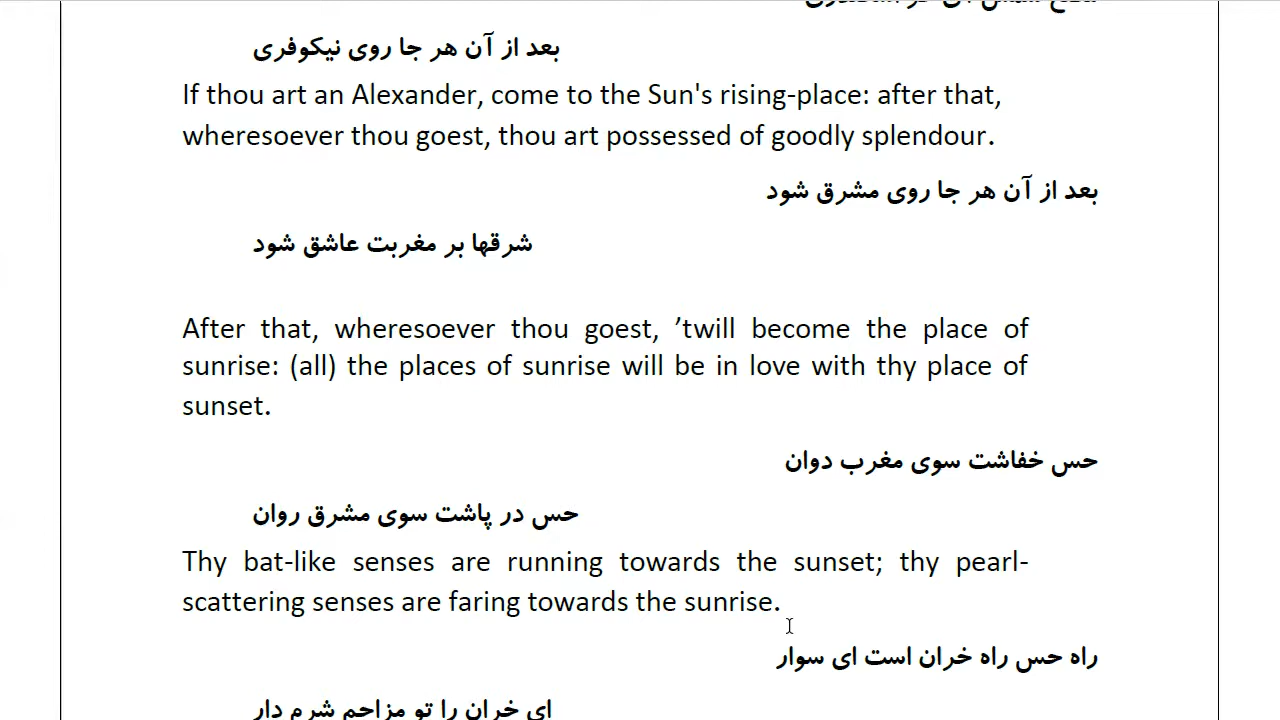 بعد از آن هر جا روی نیکوفری
If thou art an Alexander, come to the Sun's rising-place: after that,
wheresoever thou goest, thou art possessed of goodly splendour.
بعد از آن هر جا روی مشرق شود
شرقها بر مغربت عاشق شود
After that, wheresoever thou goest, ’twill become the place of
sunrise: (all) the places of sunrise will be in love with thy place of
sunset.
حس خفاشت سوی مغرب دوان
حس در پاشت سوی مشرق روان
Thy bat-like senses are running towards the sunset; thy pearl-
scattering senses are faring towards the sunrise.
راه حس راه خران است ای سوار
ای خران را تو مزاحم شرم دار